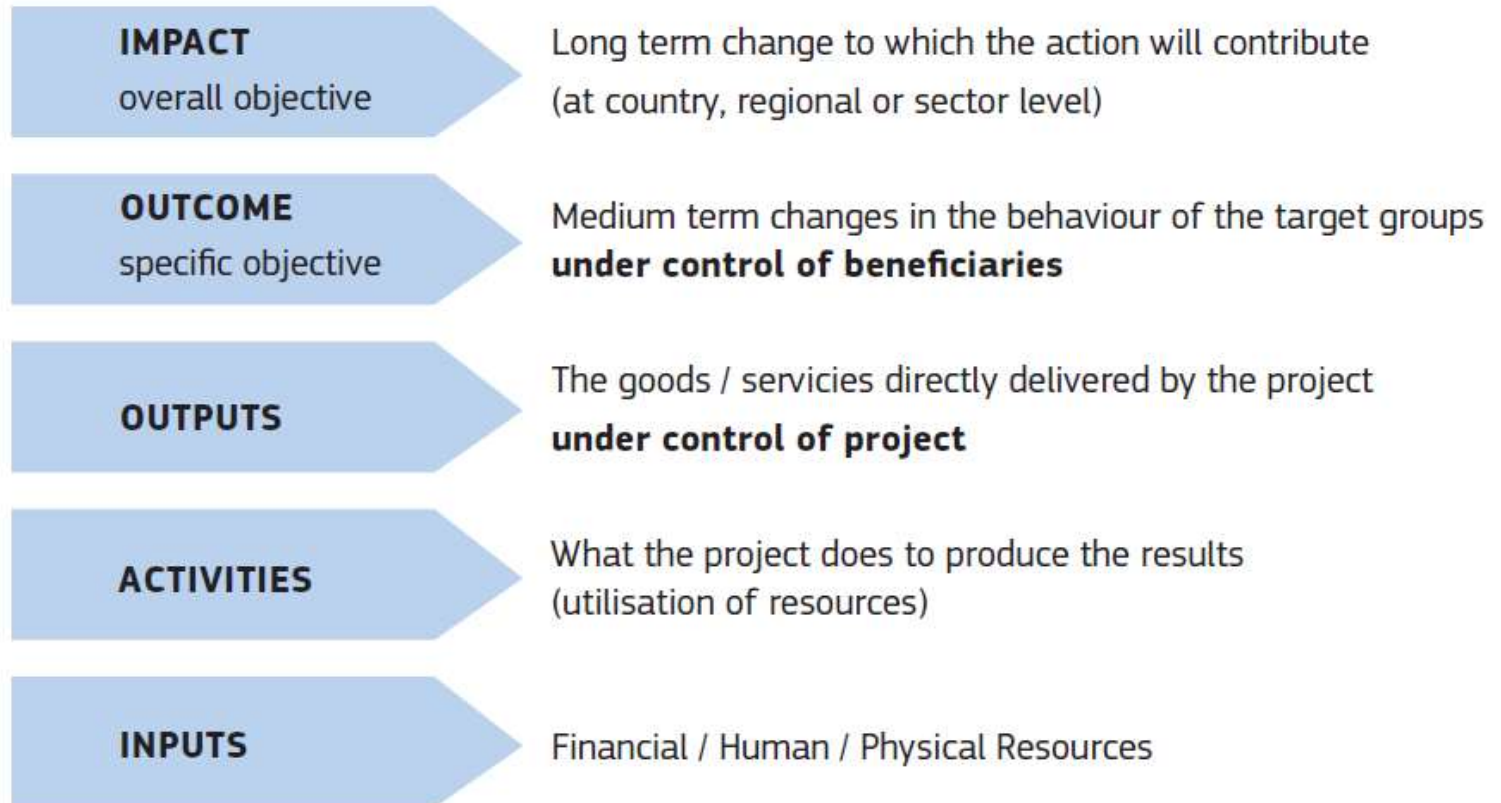 IMPACT
overall objective
Long term change to which the action will contribute
(at country, regional or sector level)
OUTCOME
specific objective
Medium term changes in the behaviour of the target groups
under control of beneficiaries
OUTPUTS
The goods / servicies directly delivered by the project
under control of project
ACTIVITIES
What the project does to produce the results
(utilisation of resources)
INPUTS
Financial / Human / Physical Resources